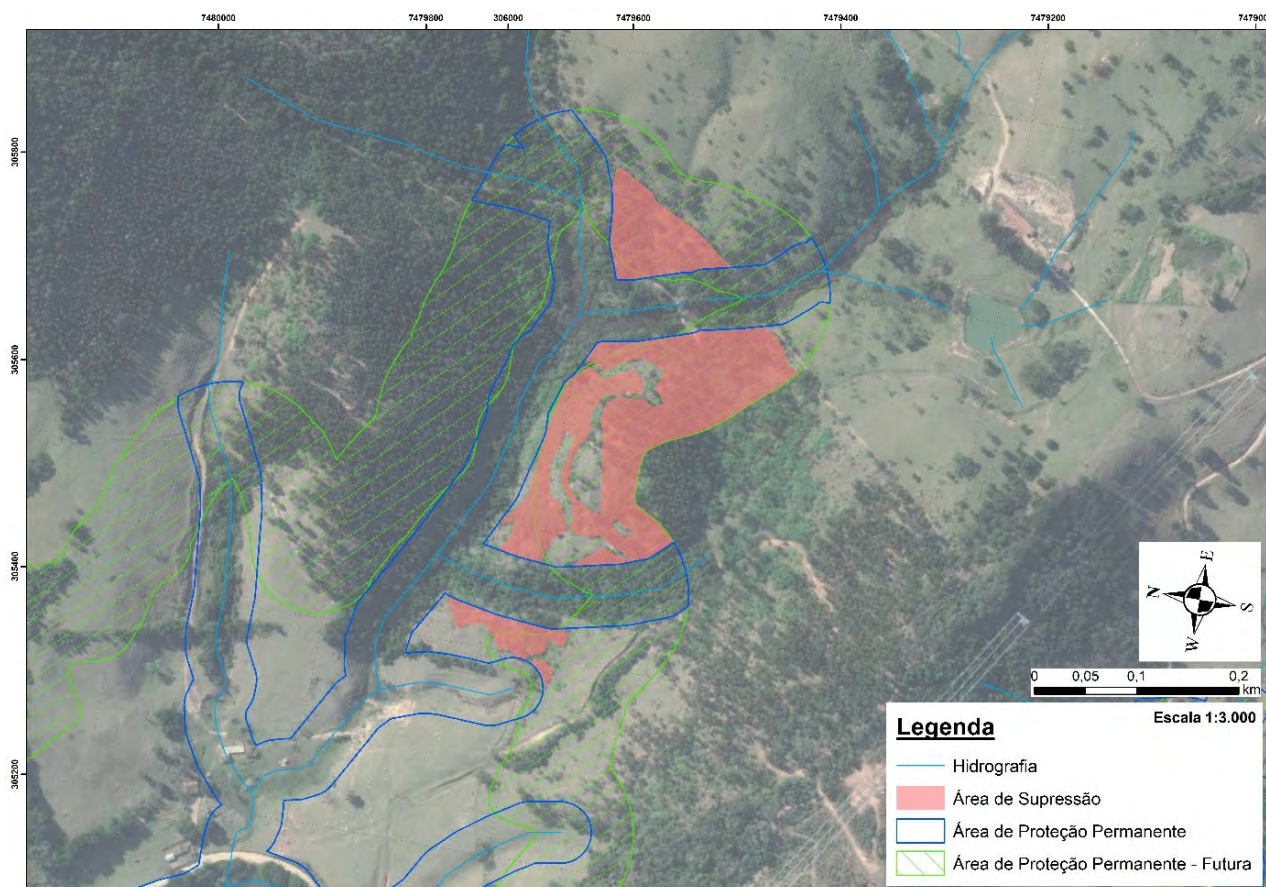 7480000
7479800
306000
7479600
7479400
7479200
7479000
305800
305600
305400
305200
E
N
S
W
0 0,05 0,1 0,2
km
Legenda
Escala 1:3.000
Hidrografia
Área de Supressão
Área de Proteção Permanente
Área de Proteção Permanente - Futura